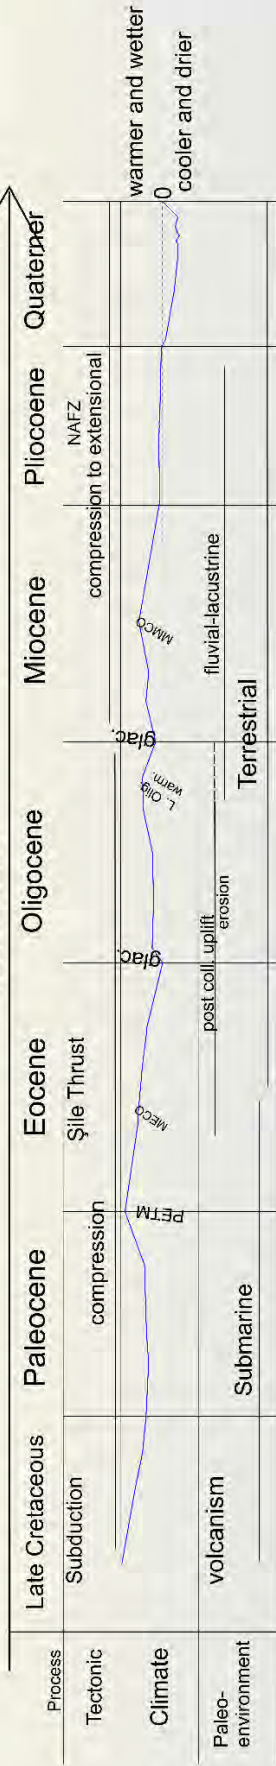 Late Cretaceous Paleocene Eocene Oligocene Miocene Pliocoene Quaterner
Process
Tectonic
Subduction
compression
Şile Thrust
NAFZ
compression to extensional
Climate
PETM
MECO
glac.
L. Olig.
warm.
glac.
MMCO
warmer and wetter
0
cooler and drier
Paleo-
environment
volcanism
Submarine
post coll. uplift
erosion
fluvial-lacustrine
Terrestrial